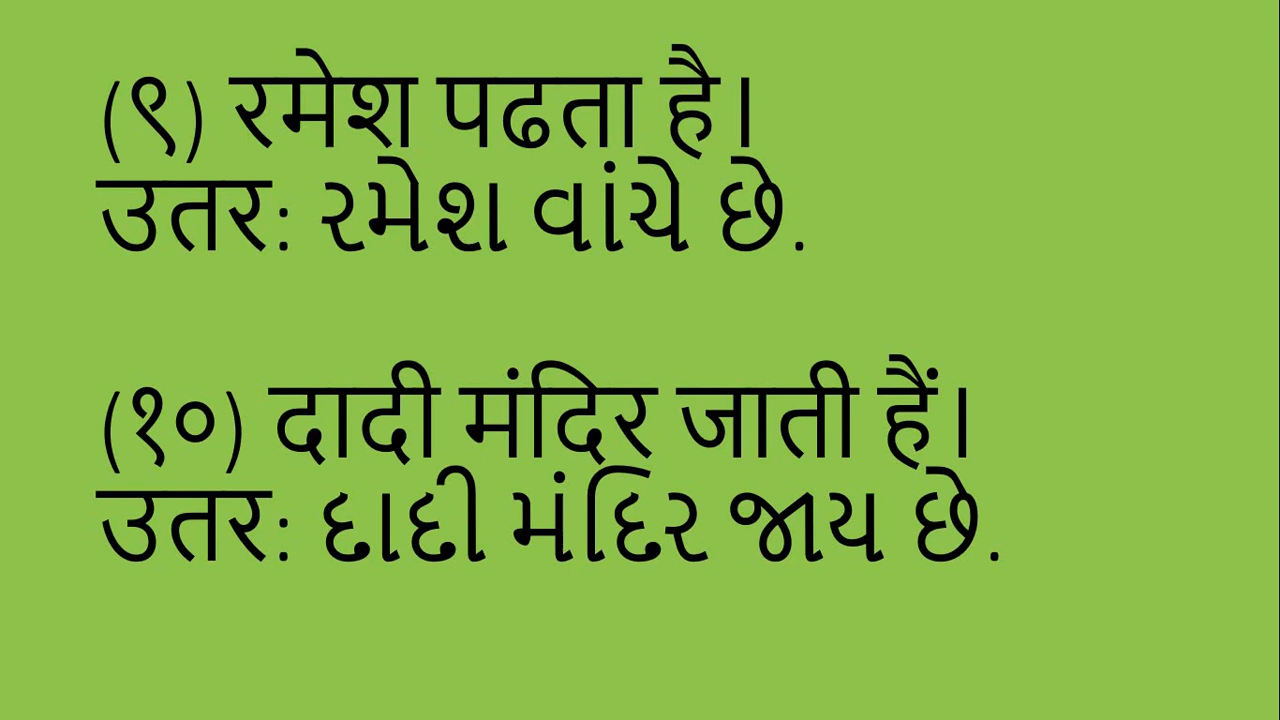 (९) रमेश पढता है।
उतर: રમેશ વાંચે છે.
(१०) दादी मंदिर जाती हैं।
उतर: દાદી મંદિર જાય છે.